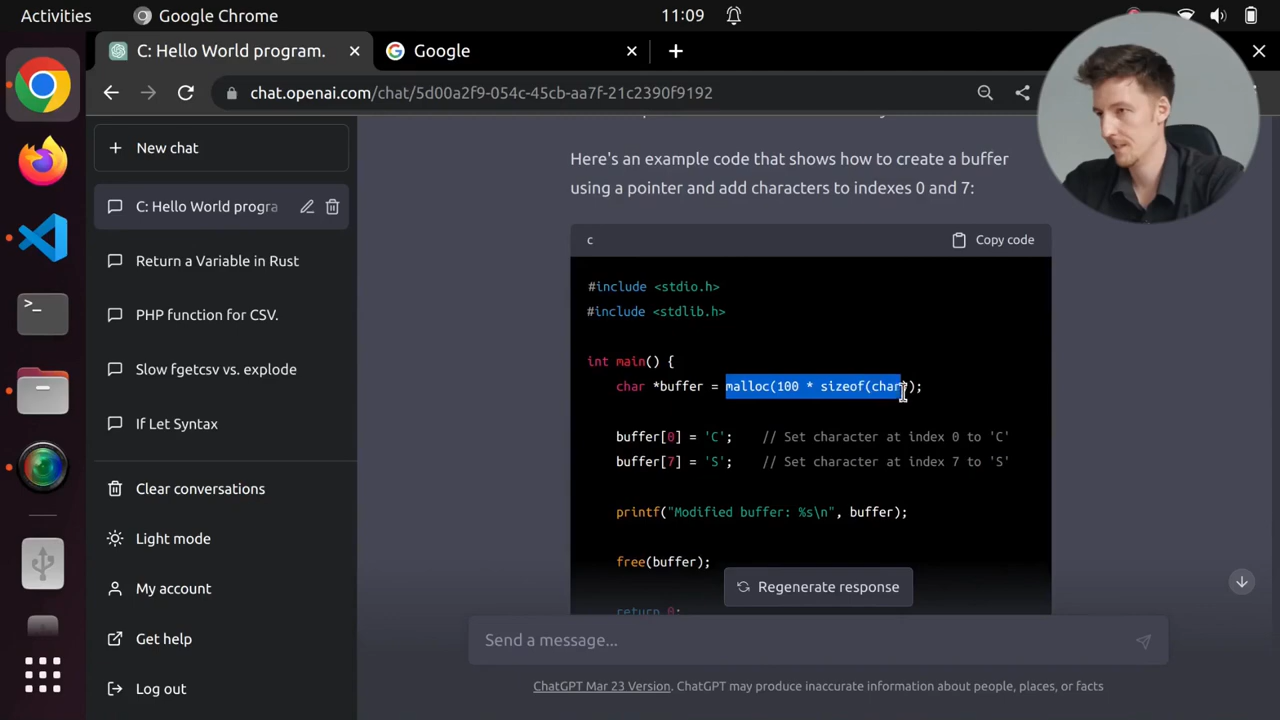 Activities
Google Chrome
11:09
C: Hello World program.
Google
chat.openai.com/chat/5d00a2f9-054c-45cb-aa7f-21c2390f9192
New chat
C: Hello World progra
Return a Variable in Rust
PHP function for CSV.
Slow fgetcsv vs. explode
If Let Syntax
Clear conversations
Light mode
My account
Get help
Log out
Here's an example code that shows how to create a buffer
using a pointer and add characters to indexes 0 and 7:
c
Copy code
#include <stdio.h>
#include <stdlib.h>
int main() {
char *buffer = malloc(100 * sizeof(char));
buffer[0] = 'C'; // Set character at index 0 to 'C'
buffer[7] = 'S'; // Set character at index 7 to 'S'
printf("Modified buffer: %s\n", buffer);
free(buffer);
return 0;
Regenerate response
Send a message...
ChatGPT Mar 23 Version. ChatGPT may produce inaccurate information about people, places, or facts